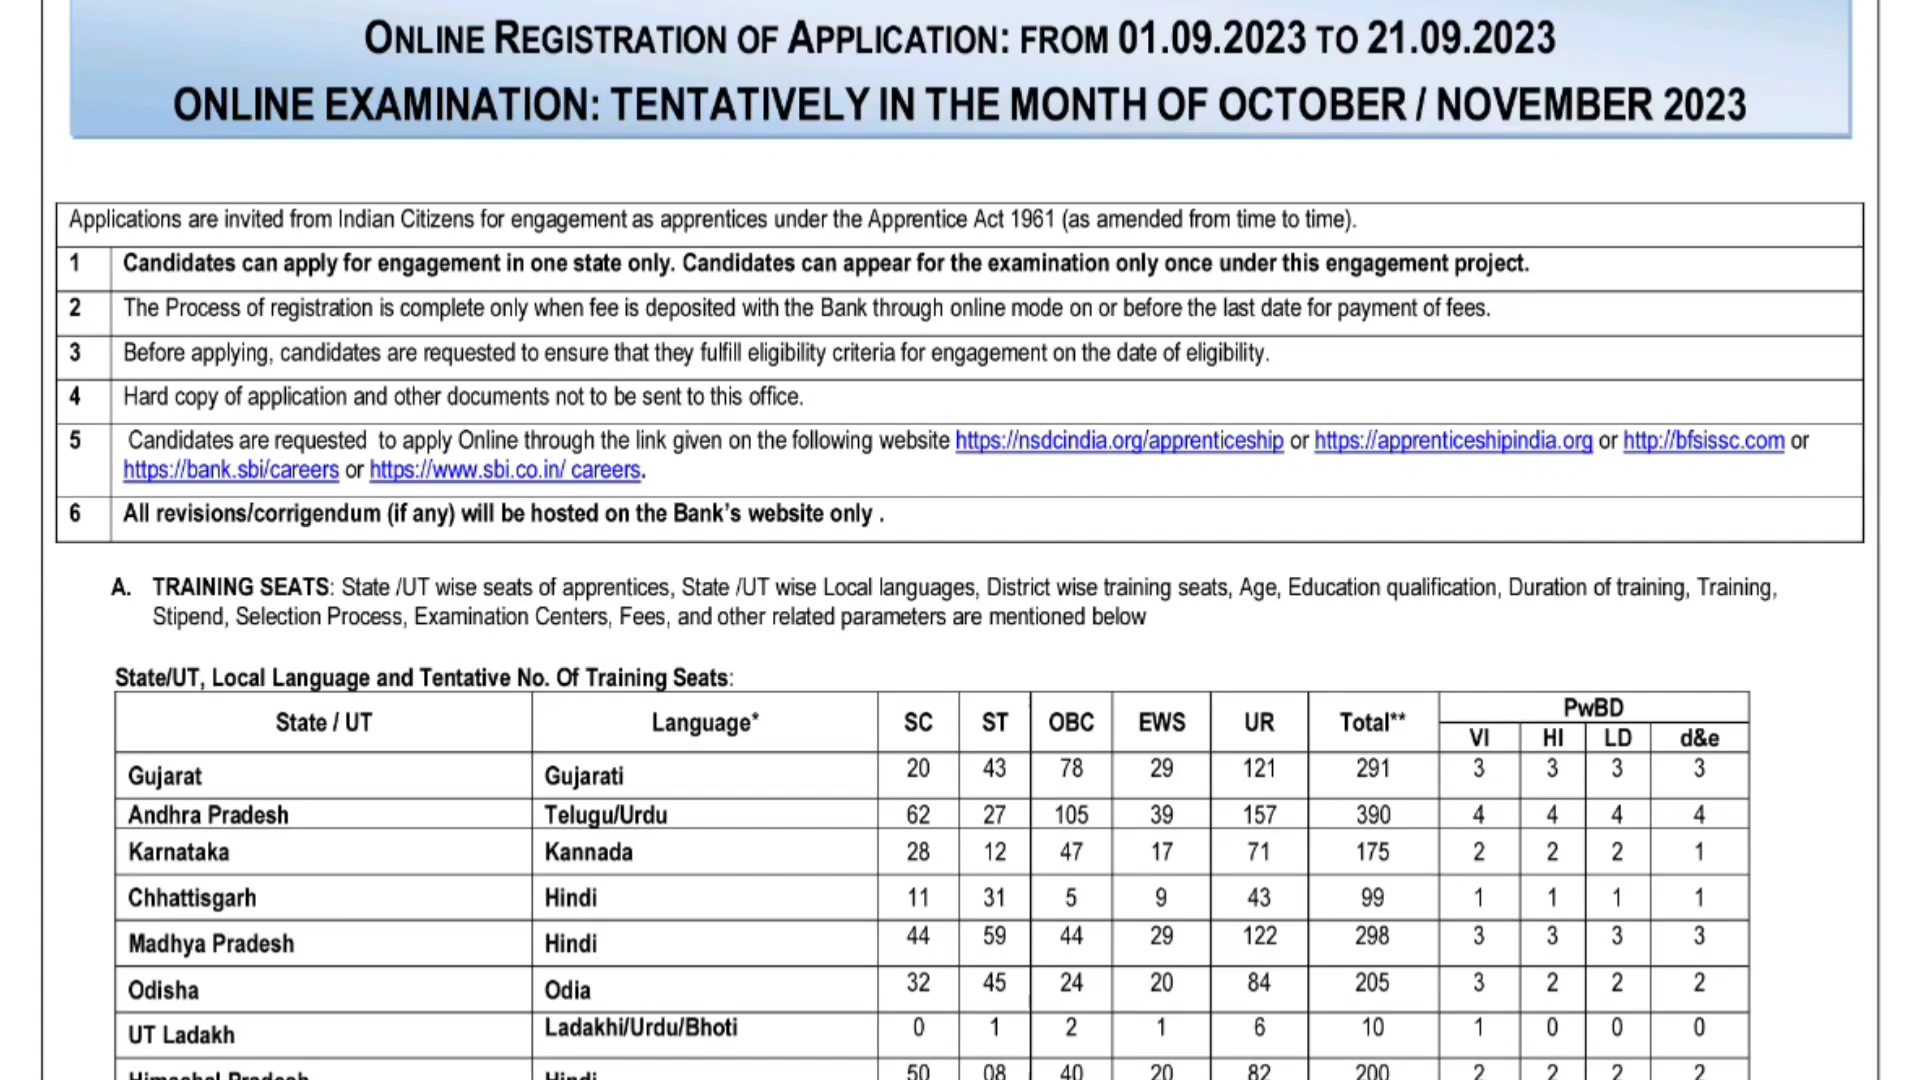 ONLINE REGISTRATION OF APPLICATION: FROM 01.09.2023 TO 21.09.2023
ONLINE EXAMINATION: TENTATIVELY IN THE MONTH OF OCTOBER / NOVEMBER 2023
Applications are invited from Indian Citizens for engagement as apprentices under the Apprentice Act 1961 (as amended from time to time).
1 Candidates can apply for engagement in one state only. Candidates can appear for the examination only once under this engagement project.
2 The Process of registration is complete only when fee is deposited with the Bank through online mode on or before the last date for payment of fees.
3 Before applying, candidates are requested to ensure that they fulfill eligibility criteria for engagement on the date of eligibility.
4 Hard copy of application and other documents not to be sent to this office.
5 Candidates are requested to apply Online through the link given on the following website https://nsdcindia.org/apprenticeship or https://apprenticeshipindia.org or http://bfsissc.com or
https://bank.sbi/careers or https://www.sbi.co.in/ careers.
6 All revisions/corrigendum (if any) will be hosted on the Bank's website only .
A. TRAINING SEATS: State /UT wise seats of apprentices, State /UT wise Local languages, District wise training seats, Age, Education qualification, Duration of training, Training,
Stipend, Selection Process, Examination Centers, Fees, and other related parameters are mentioned below
State/UT, Local Language and Tentative No. Of Training Seats:
State / UT Language* SC ST OBC EWS UR Total** PwBD
VI HI LD d&e
Gujarat Gujarati 20 43 78 29 121 291 3 3 3 3
Andhra Pradesh Telugu/Urdu 62 27 105 39 157 390 4 4 4 4
Karnataka Kannada 28 12 47 17 71 175 2 2 2 1
Chhattisgarh Hindi 11 31 5 9 43 99 1 1 1 1
Madhya Pradesh Hindi 44 59 44 29 122 298 3 3 3 3
Odisha Odia 32 45 24 20 84 205 3 2 2 2
UT Ladakh Ladakhi/Urdu/Bhoti 0 1 2 1 6 10 1 0 0 0
Himachal Pradesh Hindi 50 08 40 20 82 200 2 2 2 2